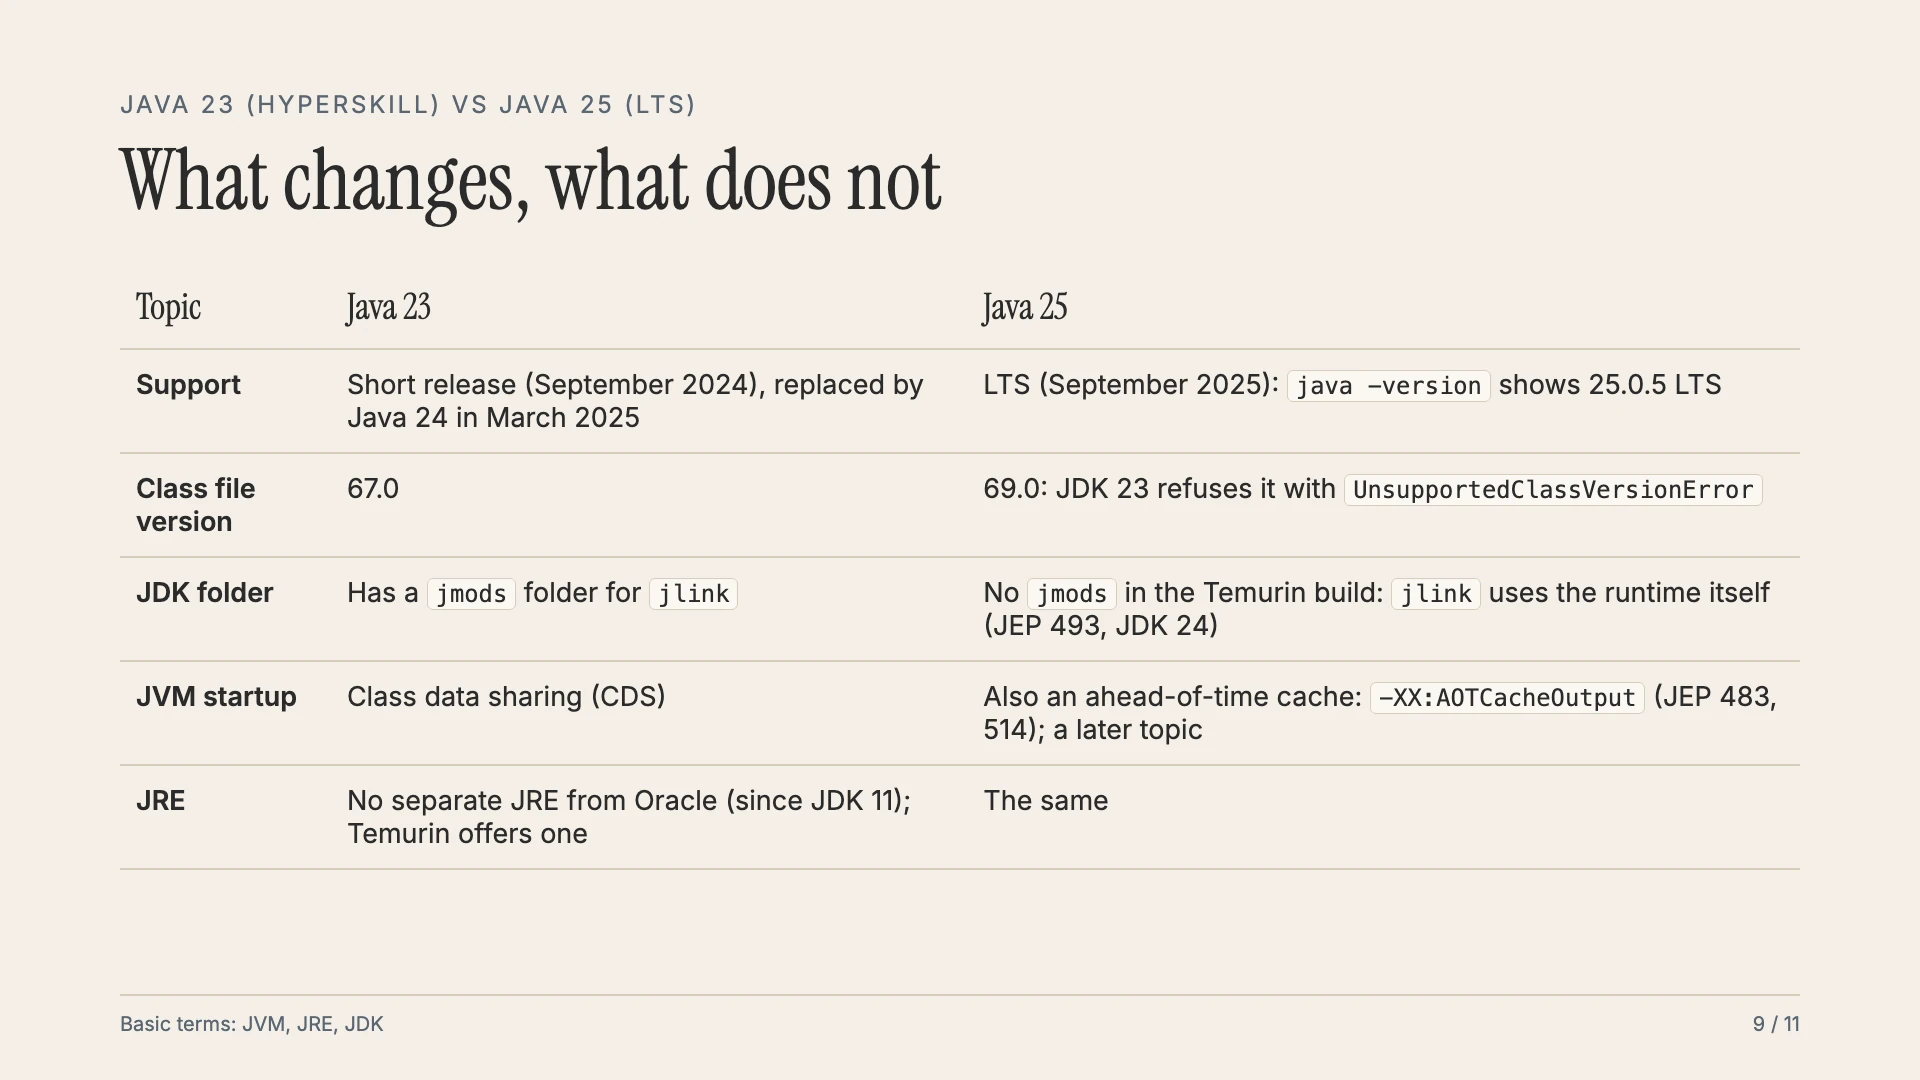 JAVA 23 (HYPERSKILL) VS JAVA 25 (LTS)
What changes, what does not
Topic Java 23 Java 25
Support Short release (September 2024), replaced by LTS (September 2025): java -version shows 25.0.5 LTS
Java 24 in March 2025
Class file 67.0 69.0: JDK 23 refuses it with UnsupportedClassVersionError
version
JDK folder Has a jmods folder for jlink No jmods in the Temurin build: jlink uses the runtime itself
(JEP 493, JDK 24)
JVM startup Class data sharing (CDS) Also an ahead-of-time cache: -XX:AOTCacheOutput (JEP 483,
514); a later topic
JRE No separate JRE from Oracle (since JDK 11); The same
Temurin offers one
Basic terms: JVM, JRE, JDK 9 / 11